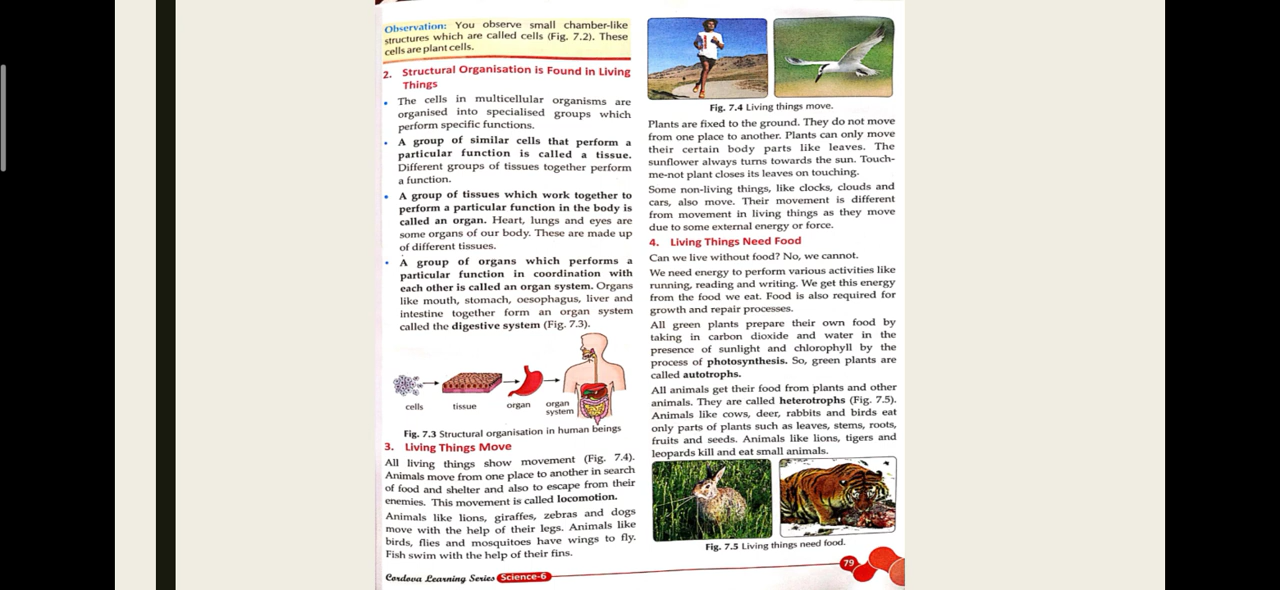 Observation: You observe small chamber-like
structures which are called cells (Fig. 7.2). These
cells are plant cells.
2. Structural Organisation is Found in Living
Things
• The cells in multicellular organisms are
organised into specialised groups which
perform specific functions.
• A group of similar cells that perform a
particular function is called a tissue.
Different groups of tissues together perform
a function.
• A group of tissues which work together to
perform a particular function in the body is
called an organ. Heart, lungs and eyes are
some organs of our body. These are made up
of different tissues.
• A group of organs which performs a
particular function in coordination with
each other is called an organ system. Organs
like mouth, stomach, oesophagus, liver and
intestine together form an organ system
called the digestive system (Fig. 7.3).
cells
tissue
organ
organ
system
Fig. 7.3 Structural organisation in human beings
3. Living Things Move
All living things show movement (Fig. 7.4).
Animals move from one place to another in search
of food and shelter and also to escape from their
enemies. This movement is called locomotion.
Animals like lions, giraffes, zebras and dogs
move with the help of their legs. Animals like
birds, flies and mosquitoes have wings to fly.
Fish swim with the help of their fins.
Fig. 7.4 Living things move.
Plants are fixed to the ground. They do not move
from one place to another. Plants can only move
their certain body parts like leaves. The
sunflower always turns towards the sun. Touch-
me-not plant closes its leaves on touching.
Some non-living things, like clocks, clouds and
cars, also move. Their movement is different
from movement in living things as they move
due to some external energy or force.
4. Living Things Need Food
Can we live without food? No, we cannot.
We need energy to perform various activities like
running, reading and writing. We get this energy
from the food we eat. Food is also required for
growth and repair processes.
All green plants prepare their own food by
taking in carbon dioxide and water in the
presence of sunlight and chlorophyll by the
process of photosynthesis. So, green plants are
called autotrophs.
All animals get their food from plants and other
animals. They are called heterotrophs (Fig. 7.5).
Animals like cows, deer, rabbits and birds eat
only parts of plants such as leaves, stems, roots,
fruits and seeds. Animals like lions, tigers and
leopards kill and eat small animals.
Fig. 7.5 Living things need food.
Cordova Learning Series Science-6
79